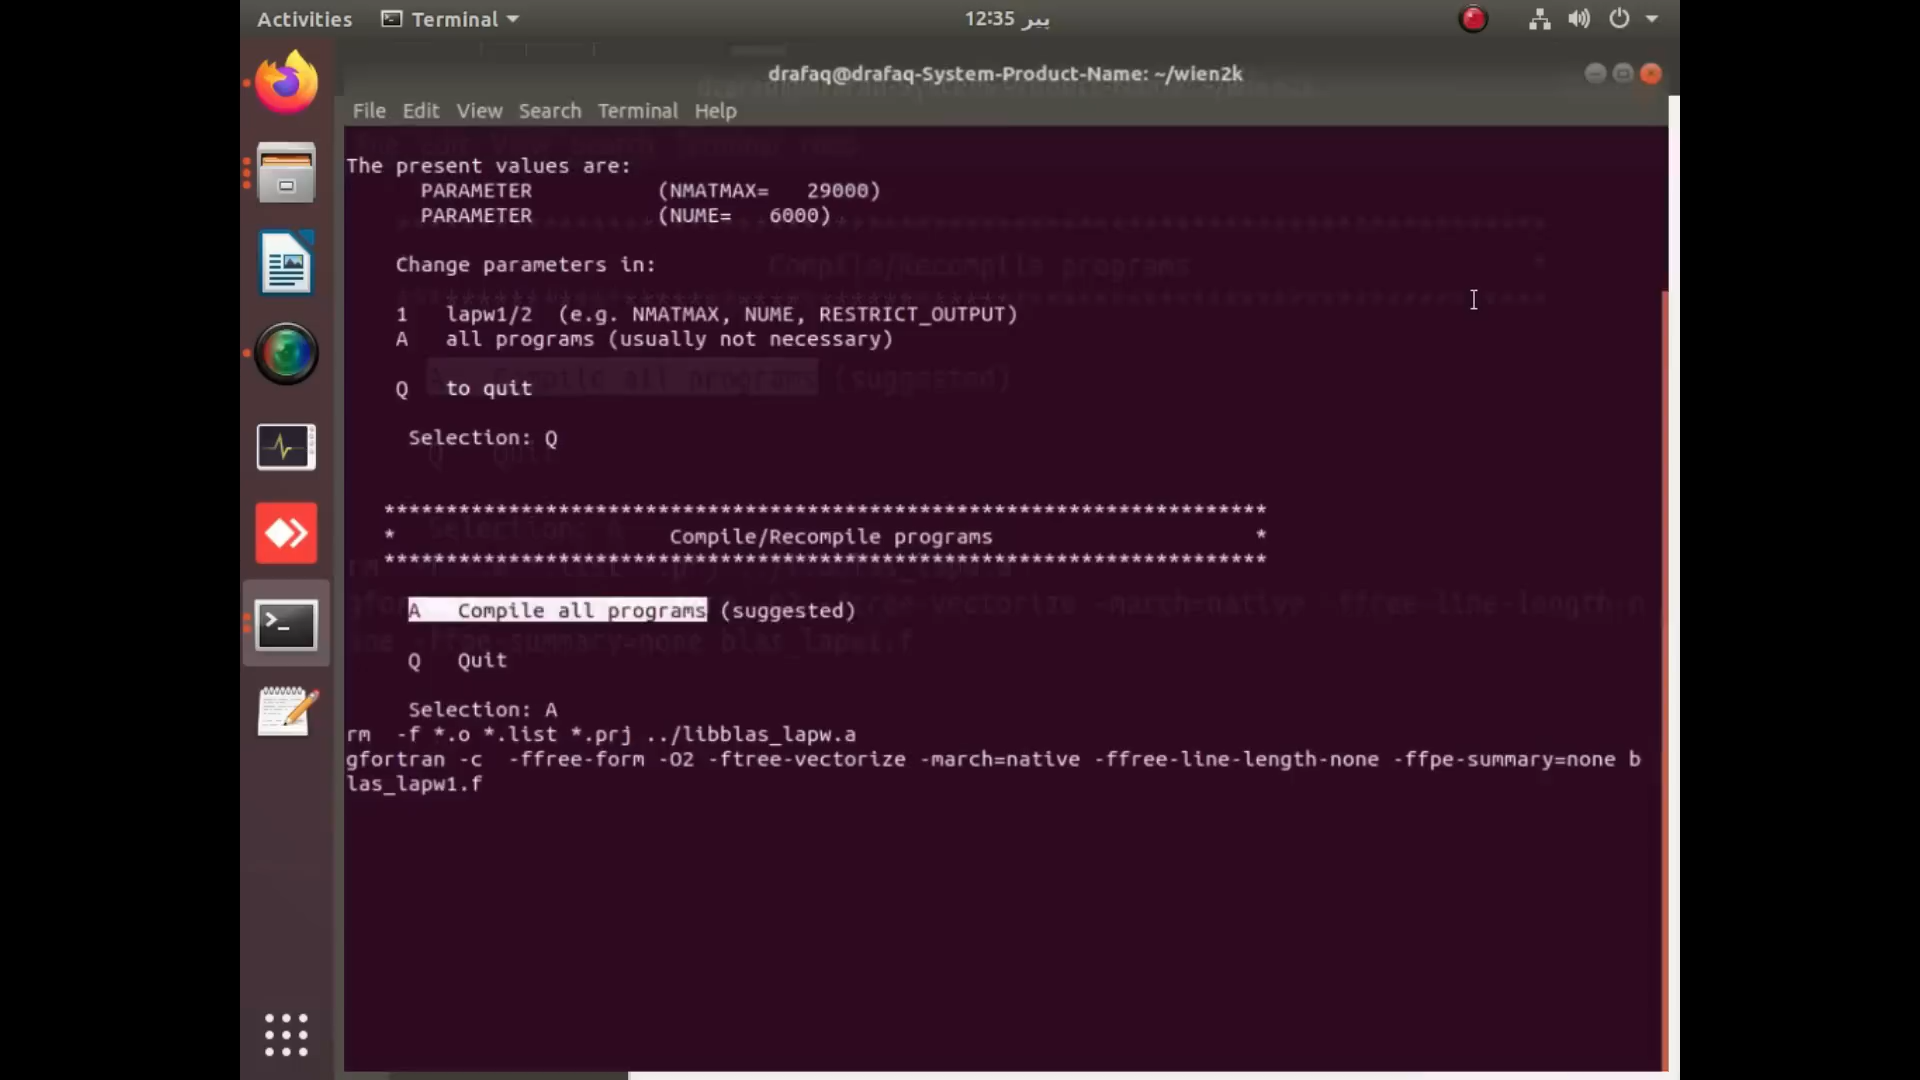 Activities
Terminal
پیر 12:35
drafaq@drafaq-System-Product-Name: ~/wien2k
File Edit View Search Terminal Help
The present values are:
PARAMETER (NMATMAX= 29000)
PARAMETER (NUME= 6000)
Change parameters in:
1 lapw1/2 (e.g. NMATMAX, NUME, RESTRICT_OUTPUT)
A all programs (usually not necessary)
Q to quit
Selection: Q
***********************************************************************
* Compile/Recompile programs *
***********************************************************************
A Compile all programs (suggested)
Q Quit
Selection: A
rm -f *.o *.list *.prj ../libblas_lapw.a
gfortran -c -ffree-form -O2 -ftree-vectorize -march=native -ffree-line-length-none -ffpe-summary=none b
las_lapw1.f